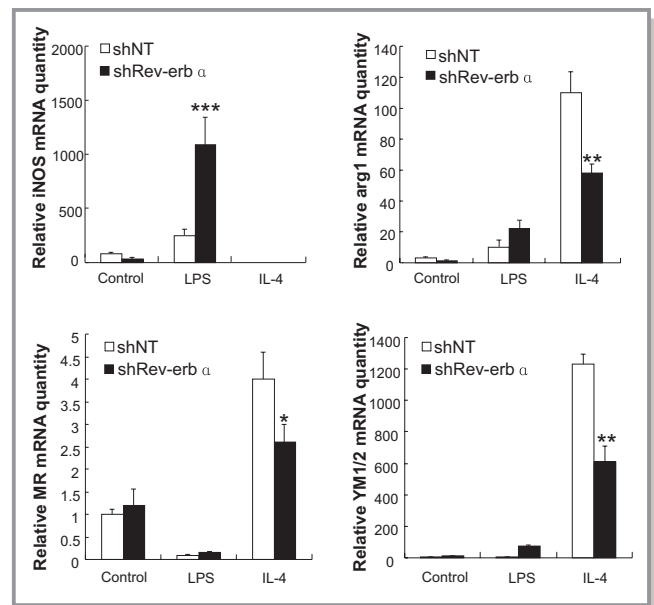 Relative iNOS mRNA quantity
2000
1500
1000
500
0
shNT
shRev-erb α
***
Control LPS IL-4
Relative arg1 mRNA quantity
140
120
100
80
60
40
20
0
shNT
shRev-erb α
**
Control LPS IL-4
Relative MR mRNA quantity
5
4.5
4
3.5
3
2.5
2
1.5
1
0.5
0
shNT
shRev-erb α
*
Control LPS IL-4
Relative YM1/2 mRNA quantity
1400
1200
1000
800
600
400
200
0
shNT
shRev-erb α
**
Control LPS IL-4